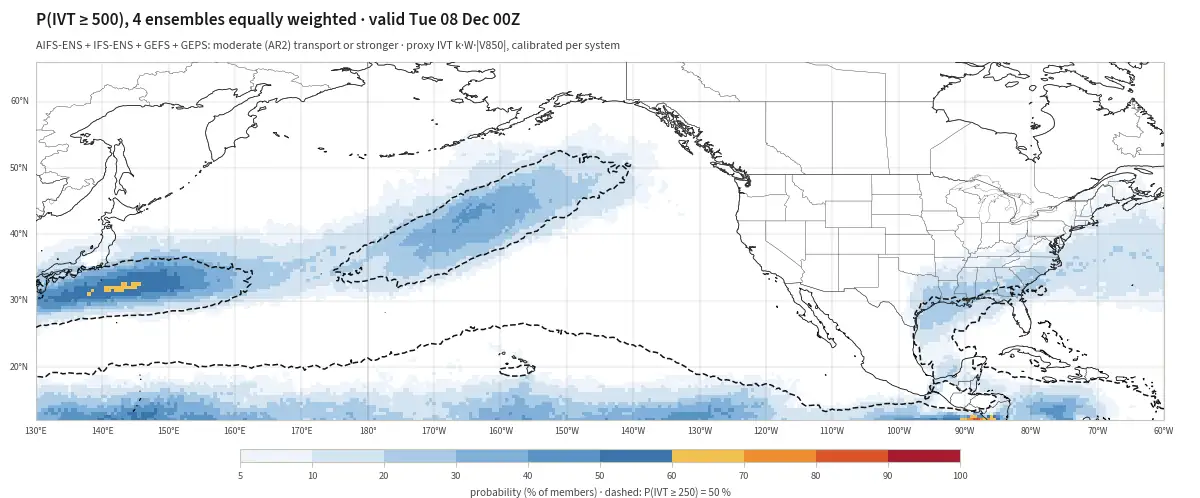 P(IVT ≥ 500), 4 ensembles equally weighted · valid Tue 08 Dec 00Z
AIFS-ENS + IFS-ENS + GEFS + GEPS: moderate (AR2) transport or stronger · proxy IVT k·W·|V850|, calibrated per system
60°N
50°N
40°N
30°N
20°N
130°E 140°E 150°E 160°E 170°E 180° 170°W 160°W 150°W 140°W 130°W 120°W 110°W 100°W 90°W 80°W 70°W 60°W
5 10 20 30 40 50 60 70 80 90 100
probability (% of members) · dashed: P(IVT ≥ 250) = 50 %